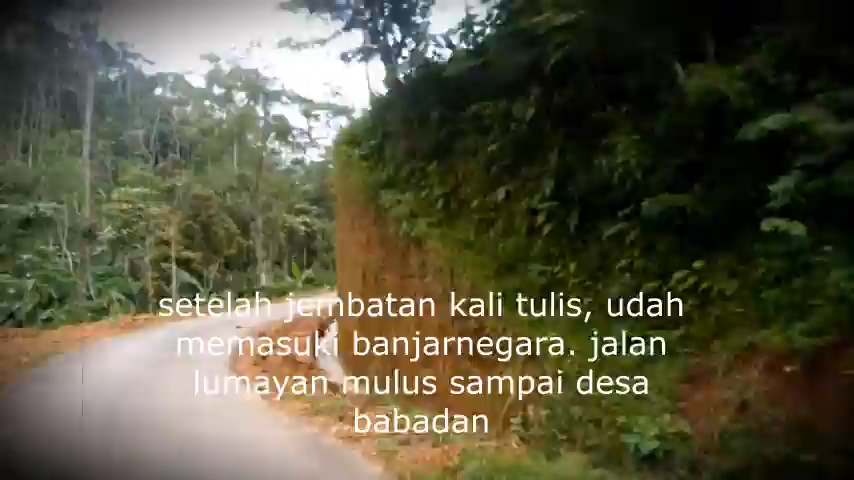 setelah jembatan kali tulis, udah
memasuki banjarnegara. jalan
lumayan mulus sampai desa
babadan